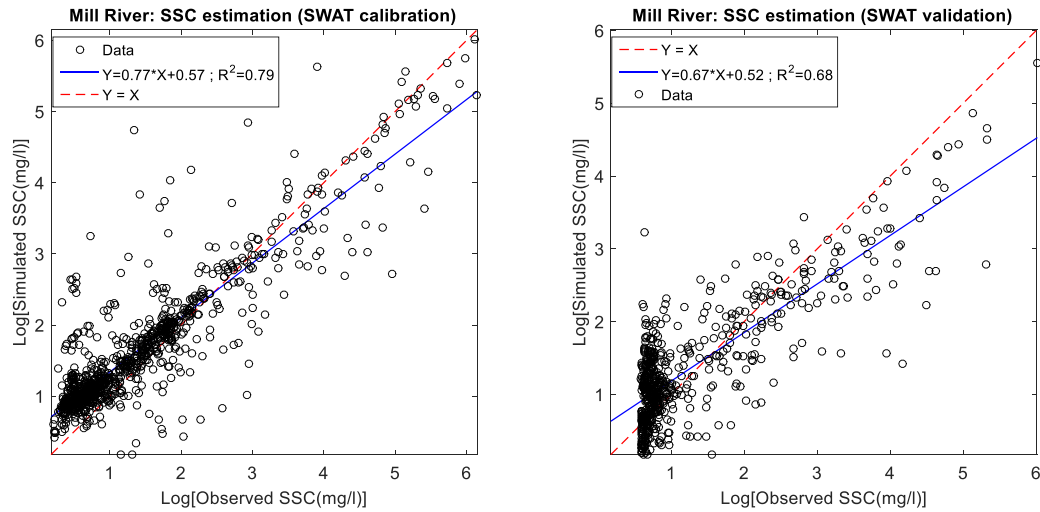 Mill River: SSC estimation (SWAT calibration)
6
5
4
3
2
1
Data
Y=0.77*X+0.57 ; R²=0.79
Y = X
1 2 3 4 5 6
Log[Observed SSC(mg/l)]
Log[Simulated SSC(mg/l)]
Mill River: SSC estimation (SWAT validation)
6
5
4
3
2
1
Y = X
Y=0.67*X+0.52 ; R²=0.68
Data
1 2 3 4 5 6
Log[Observed SSC(mg/l)]
Log[Simulated SSC(mg/l)]